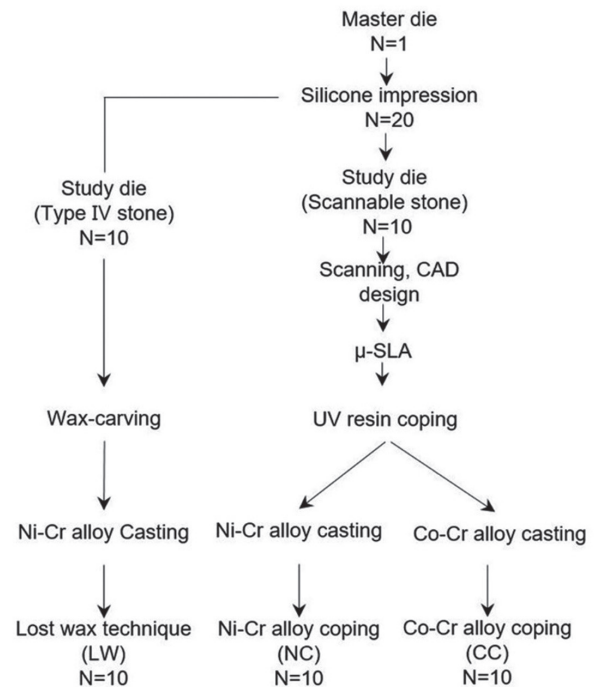 Master die
N=1
Silicone impression
N=20
Study die
(Type IV stone)
N=10
Study die
(Scannable stone)
N=10
Scanning, CAD
design
μ-SLA
Wax-carving
UV resin coping
Ni-Cr alloy Casting
Ni-Cr alloy casting
Co-Cr alloy casting
Lost wax technique
(LW)
N=10
Ni-Cr alloy coping
(NC)
N=10
Co-Cr alloy coping
(CC)
N=10